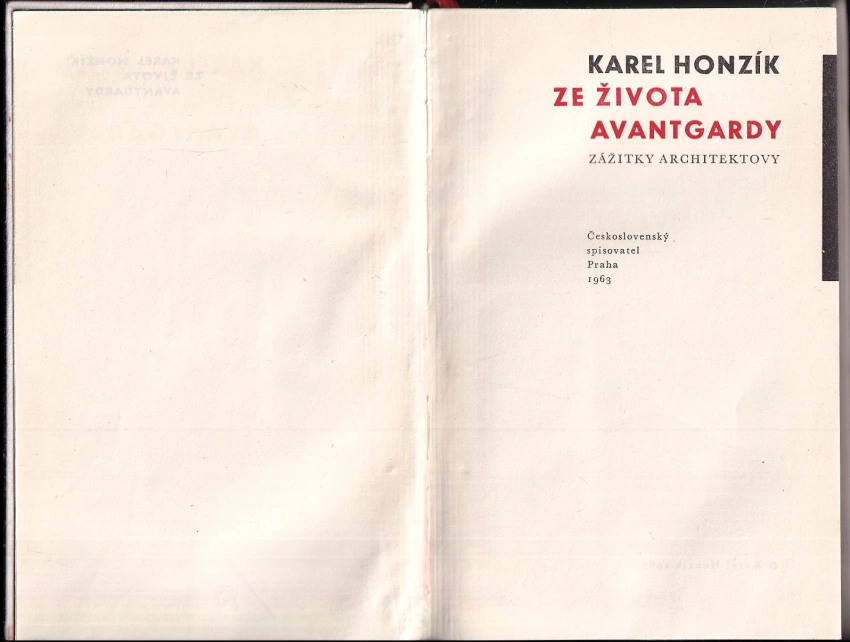 KAREL HONZÍK
ZE ŽIVOTA
AVANTGARDY
ZÁŽITKY ARCHITEKTOVY
Československý
spisovatel
Praha
1963